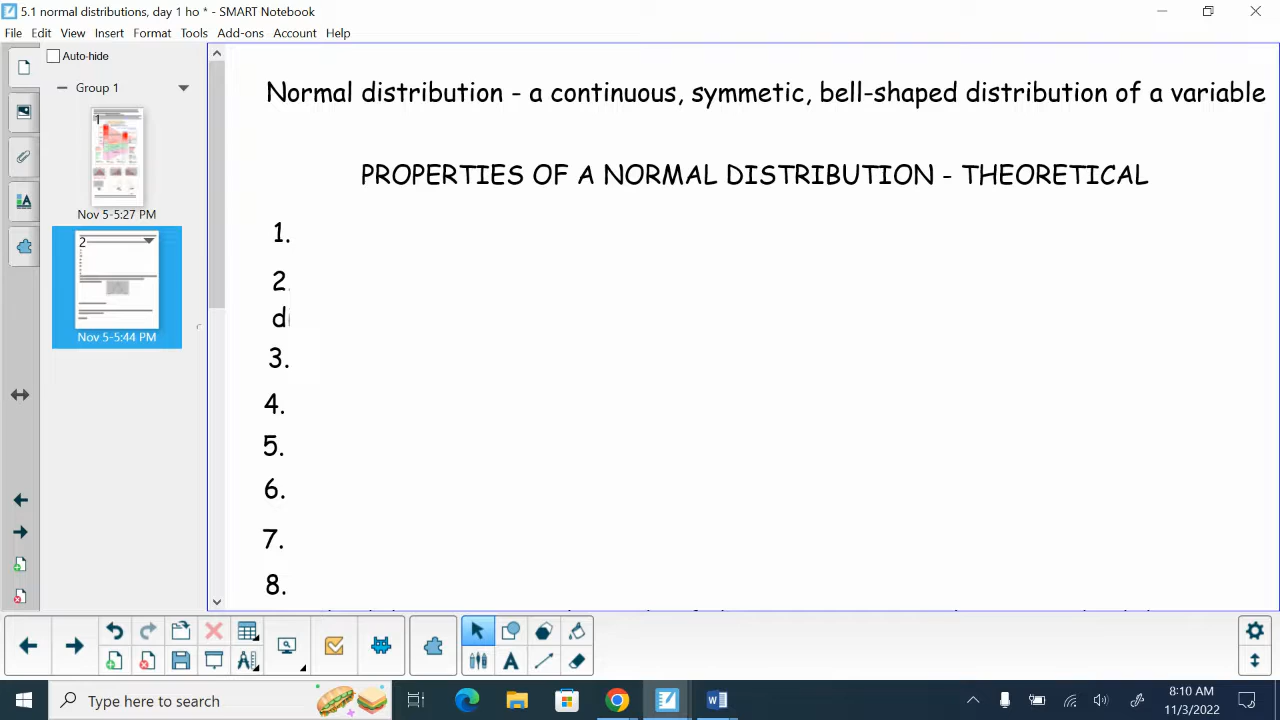 5.1 normal distributions, day 1 ho * - SMART Notebook
File Edit View Insert Format Tools Add-ons Account Help
Auto-hide
Group 1
1
Nov 5-5:27 PM
2
Nov 5-5:44 PM
Normal distribution - a continuous, symmetic, bell-shaped distribution of a variable
PROPERTIES OF A NORMAL DISTRIBUTION - THEORETICAL
1.
2.
d
3.
4.
5.
6.
7.
8.
Type here to search
8:10 AM
11/3/2022